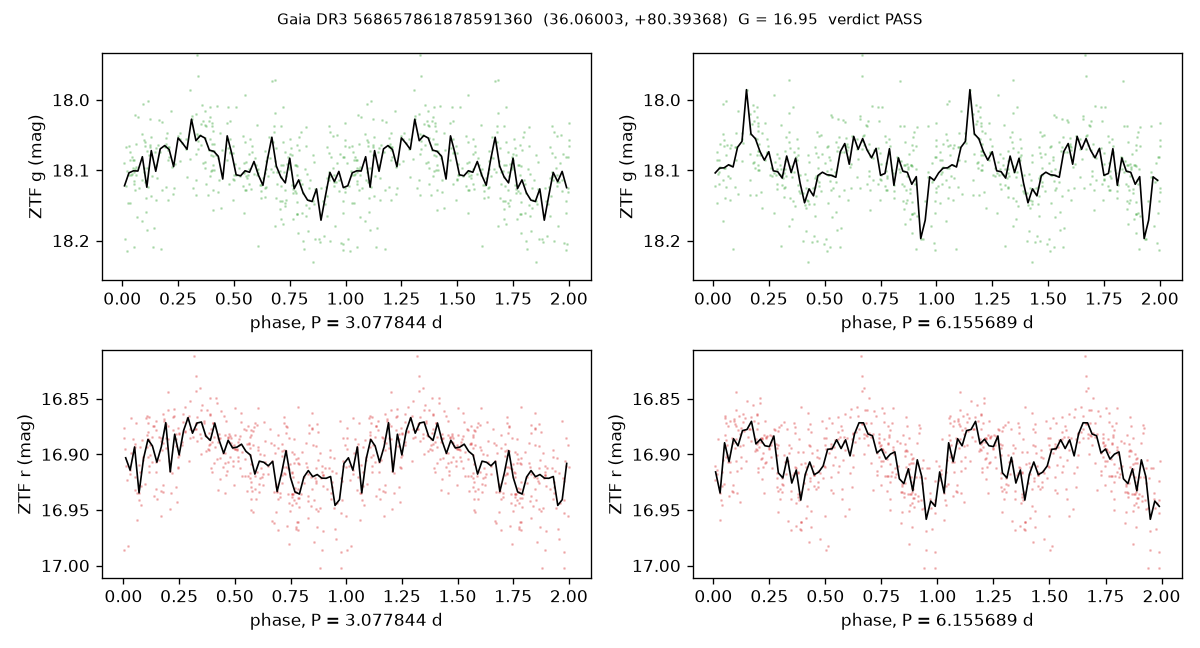 Gaia DR3 568657861878591360  (36.06003, +80.39368)  G = 16.95  verdict PASS
ZTF g (mag)
18.0
18.1
18.2
0.00 0.25 0.50 0.75 1.00 1.25 1.50 1.75 2.00
phase, P = 3.077844 d
ZTF g (mag)
18.0
18.1
18.2
0.00 0.25 0.50 0.75 1.00 1.25 1.50 1.75 2.00
phase, P = 6.155689 d
ZTF r (mag)
16.85
16.90
16.95
17.00
0.00 0.25 0.50 0.75 1.00 1.25 1.50 1.75 2.00
phase, P = 3.077844 d
ZTF r (mag)
16.85
16.90
16.95
17.00
0.00 0.25 0.50 0.75 1.00 1.25 1.50 1.75 2.00
phase, P = 6.155689 d